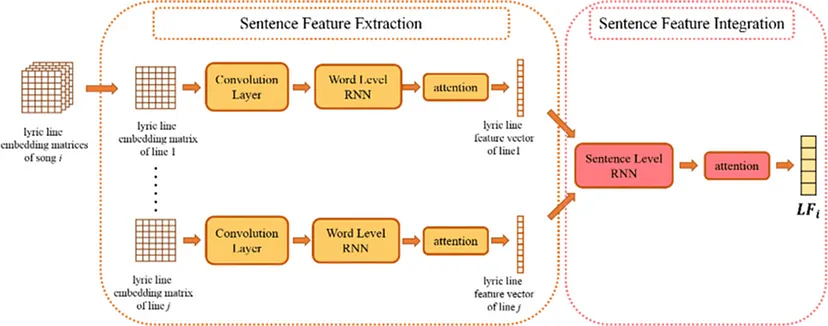 Sentence Feature Extraction
Sentence Feature Integration
lyric line
embedding matrices
of song i
lyric line
embedding matrix
of line 1
Convolution
Layer
Word Level
RNN
attention
lyric line
feature vector
of line1
Sentence Level
RNN
attention
LFi
lyric line
embedding matrix
of line j
Convolution
Layer
Word Level
RNN
attention
lyric line
feature vector
of line j